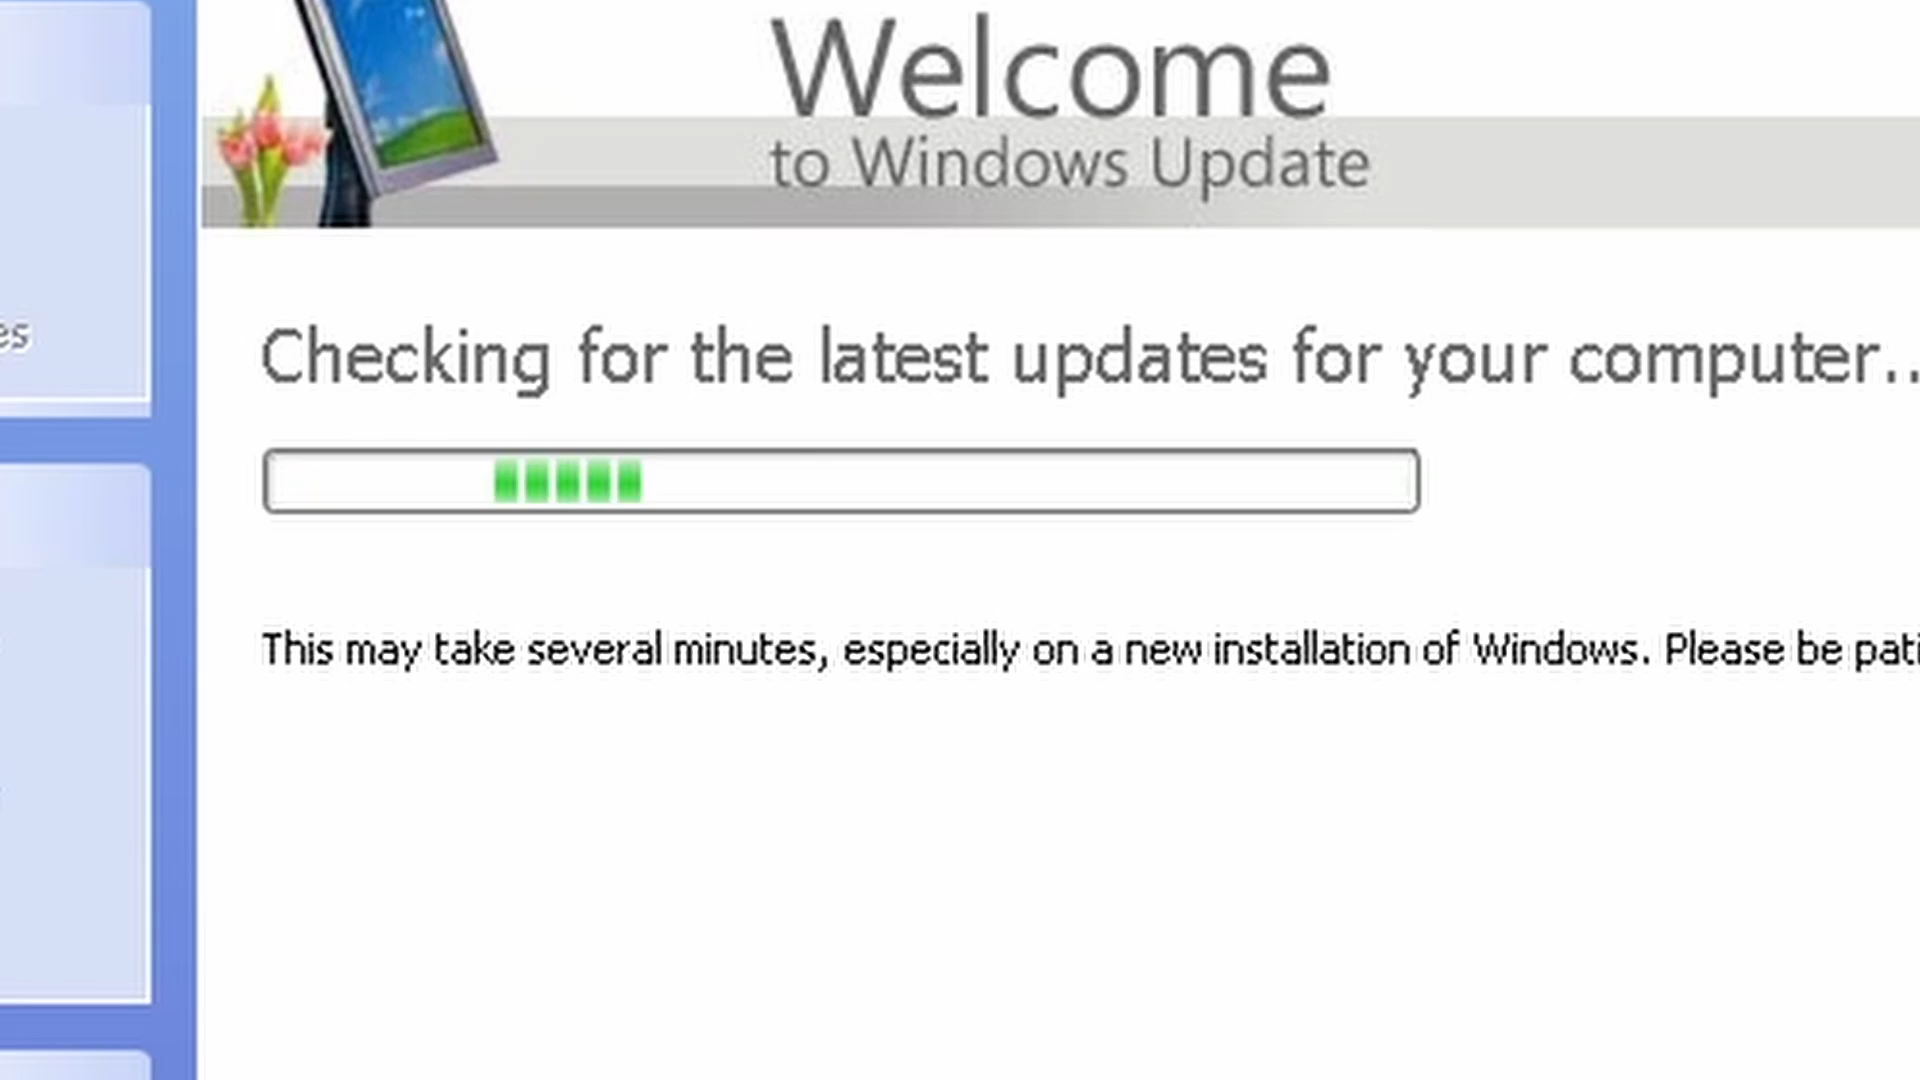 Welcome
to Windows Update
es
Checking for the latest updates for your computer..
This may take several minutes, especially on a new installation of Windows. Please be pati